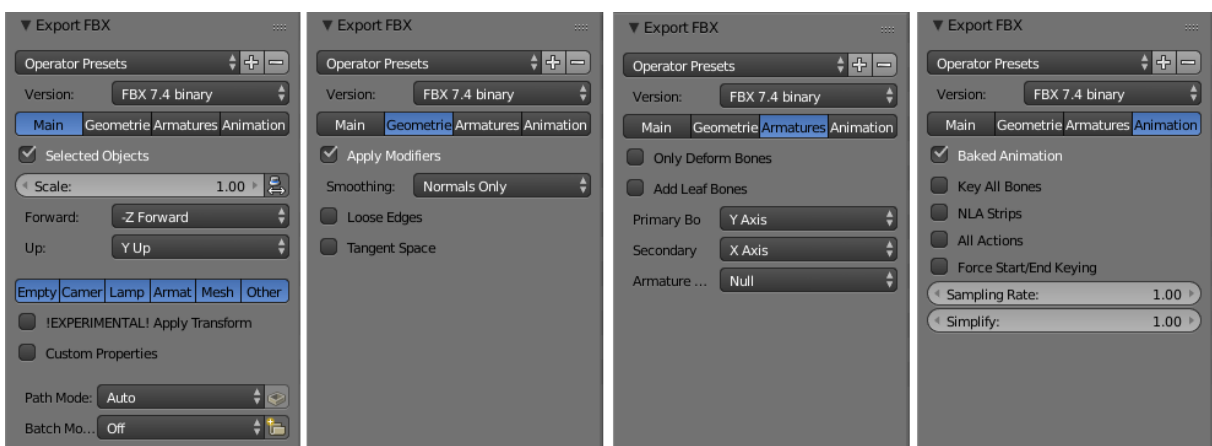 Export FBX
Operator Presets
Version: FBX 7.4 binary
Main Geometrie Armatures Animation
Selected Objects
Scale: 1.00
Forward: -Z Forward
Up: Y Up
Empty Camer Lamp Armat Mesh Other
!EXPERIMENTAL! Apply Transform
Custom Properties
Path Mode: Auto
Batch Mo... Off
Export FBX
Operator Presets
Version: FBX 7.4 binary
Main Geometrie Armatures Animation
Apply Modifiers
Smoothing: Normals Only
Loose Edges
Tangent Space
Export FBX
Operator Presets
Version: FBX 7.4 binary
Main Geometrie Armatures Animation
Only Deform Bones
Add Leaf Bones
Primary Bo Y Axis
Secondary X Axis
Armature ... Null
Export FBX
Operator Presets
Version: FBX 7.4 binary
Main Geometrie Armatures Animation
Baked Animation
Key All Bones
NLA Strips
All Actions
Force Start/End Keying
Sampling Rate: 1.00
Simplify: 1.00